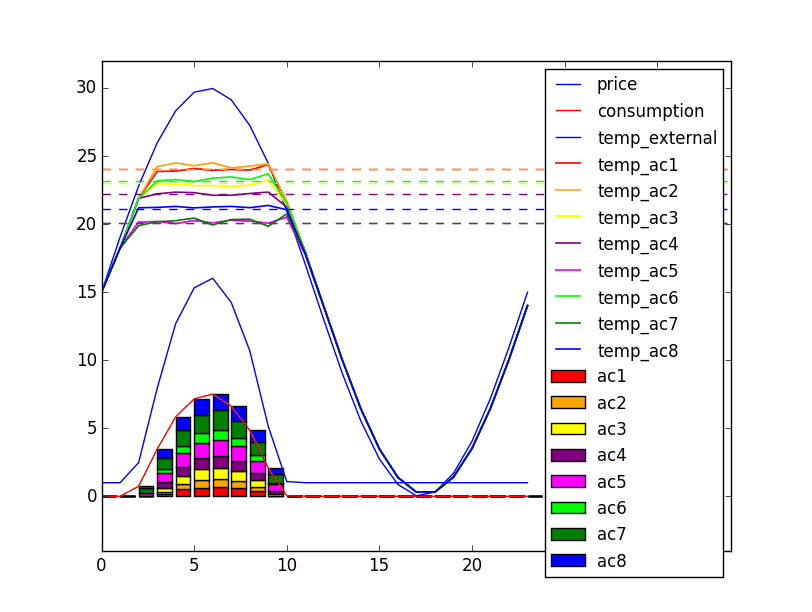 30
25
20
15
10
5
0
0
5
10
15
20
price
consumption
temp_external
temp_ac1
temp_ac2
temp_ac3
temp_ac4
temp_ac5
temp_ac6
temp_ac7
temp_ac8
ac1
ac2
ac3
ac4
ac5
ac6
ac7
ac8